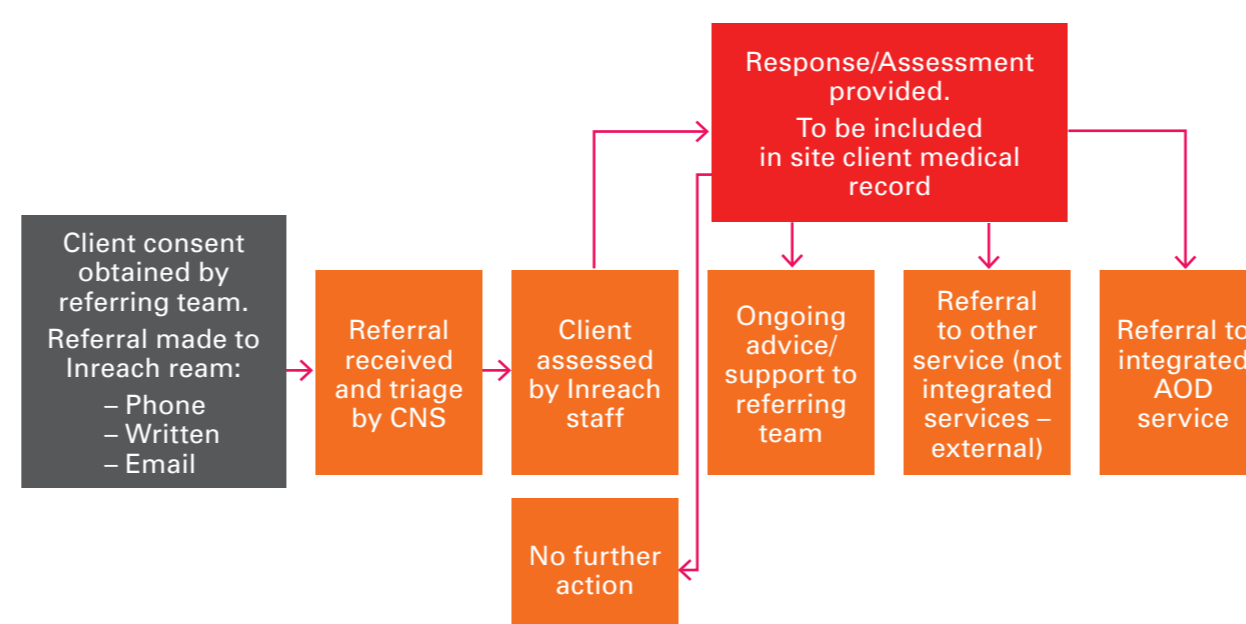 Response/Assessment
provided.
To be included
in site client medical
record
Client consent
obtained by
referring team.
Referral made to
Inreach ream:
– Phone
– Written
– Email
Referral
received
and triage
by CNS
Client
assessed
by Inreach
staff
Ongoing
advice/
support to
referring
team
Referral
to other
service (not
integrated
services –
external)
Referral to
integrated
AOD
service
No further
action